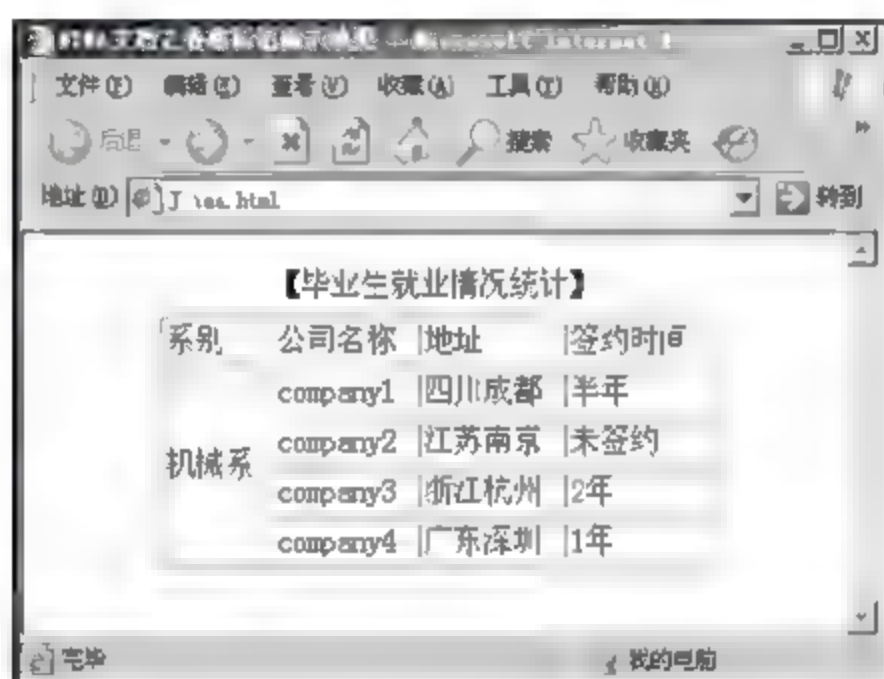 Microsoft Internet
文件(F) 编辑(E) 查看(V) 收藏(A) 工具(T) 帮助(H)
后退 搜索 收藏夹
地址(D) J \aa.html 转到
【毕业生就业情况统计】
系别 公司名称 地址 签约时间
company1 四川成都 半年
company2 江苏南京 未签约
机械系
company3 浙江杭州 2年
company4 广东深圳 1年
完毕 我的电脑